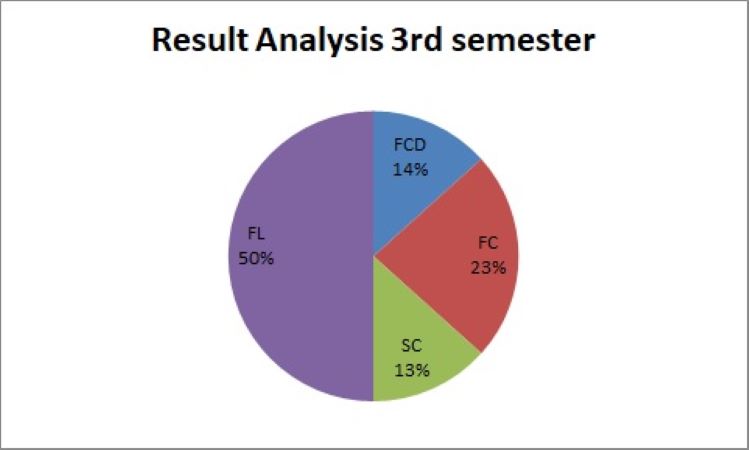 Result Analysis 3rd semester
FCD
14%
FC
23%
SC
13%
FL
50%